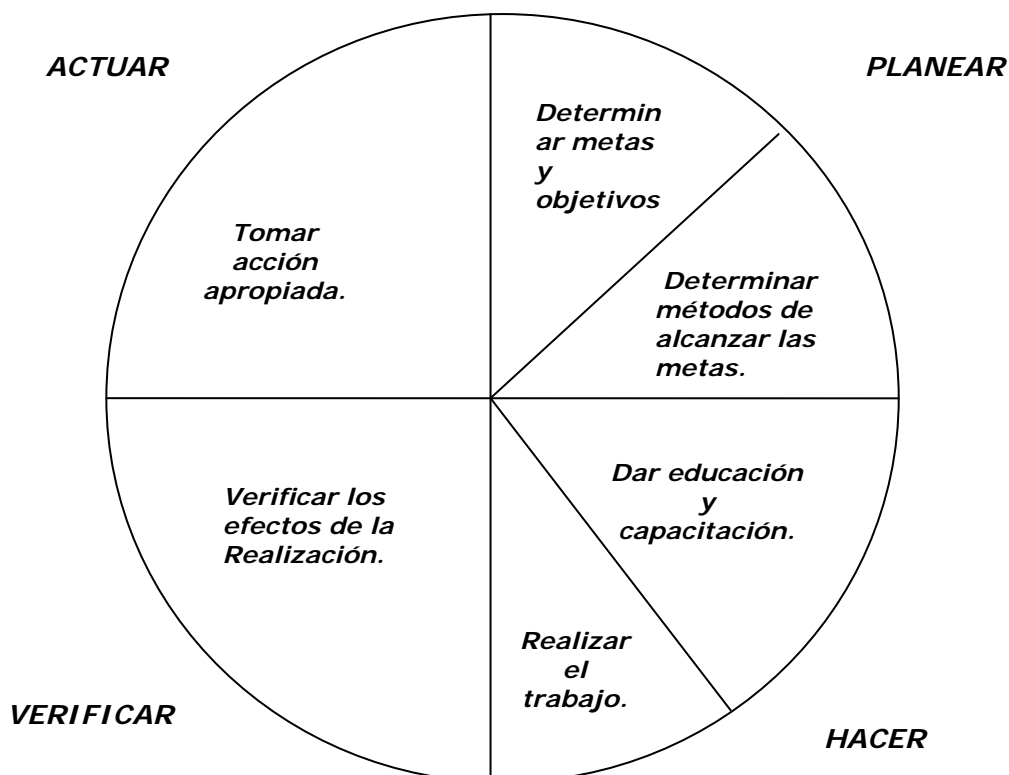 ACTUAR
PLANEAR
Determin
ar metas
y
objetivos
Tomar
acción
apropiada.
Determinar
métodos de
alcanzar las
metas.
Dar educación
y
capacitación.
Verificar los
efectos de la
Realización.
Realizar
el
trabajo.
VERIFICAR
HACER